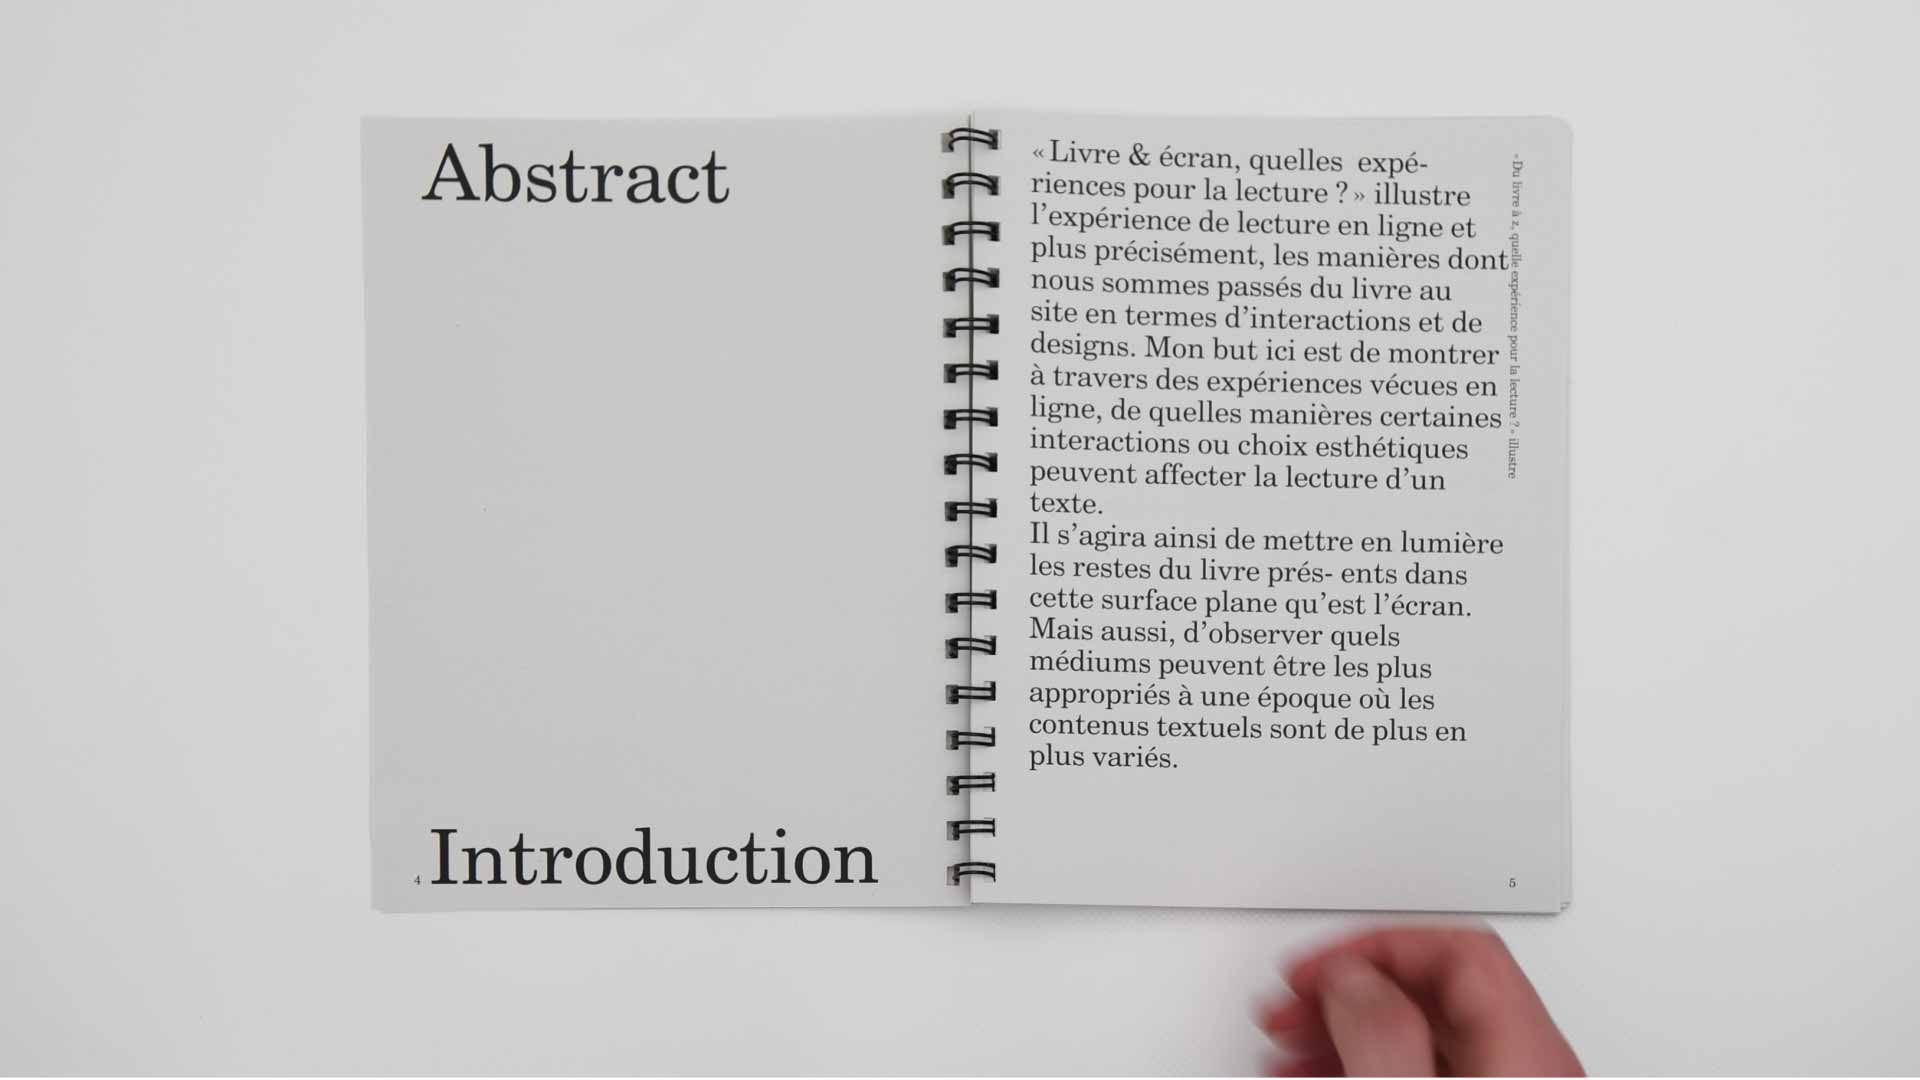 Abstract
Introduction
4
« Livre & écran, quelles expé-
riences pour la lecture ? » illustre
l’expérience de lecture en ligne et
plus précisément, les manières dont
nous sommes passés du livre au
site en termes d’interactions et de
designs. Mon but ici est de montrer
à travers des expériences vécues en
ligne, de quelles manières certaines
interactions ou choix esthétiques
peuvent affecter la lecture d’un
texte.
Il s’agira ainsi de mettre en lumière
les restes du livre prés- ents dans
cette surface plane qu’est l’écran.
Mais aussi, d’observer quels
médiums peuvent être les plus
appropriés à une époque où les
contenus textuels sont de plus en
plus variés.
« Du livre à z, quelle expérience pour la lecture ? » illustre
5